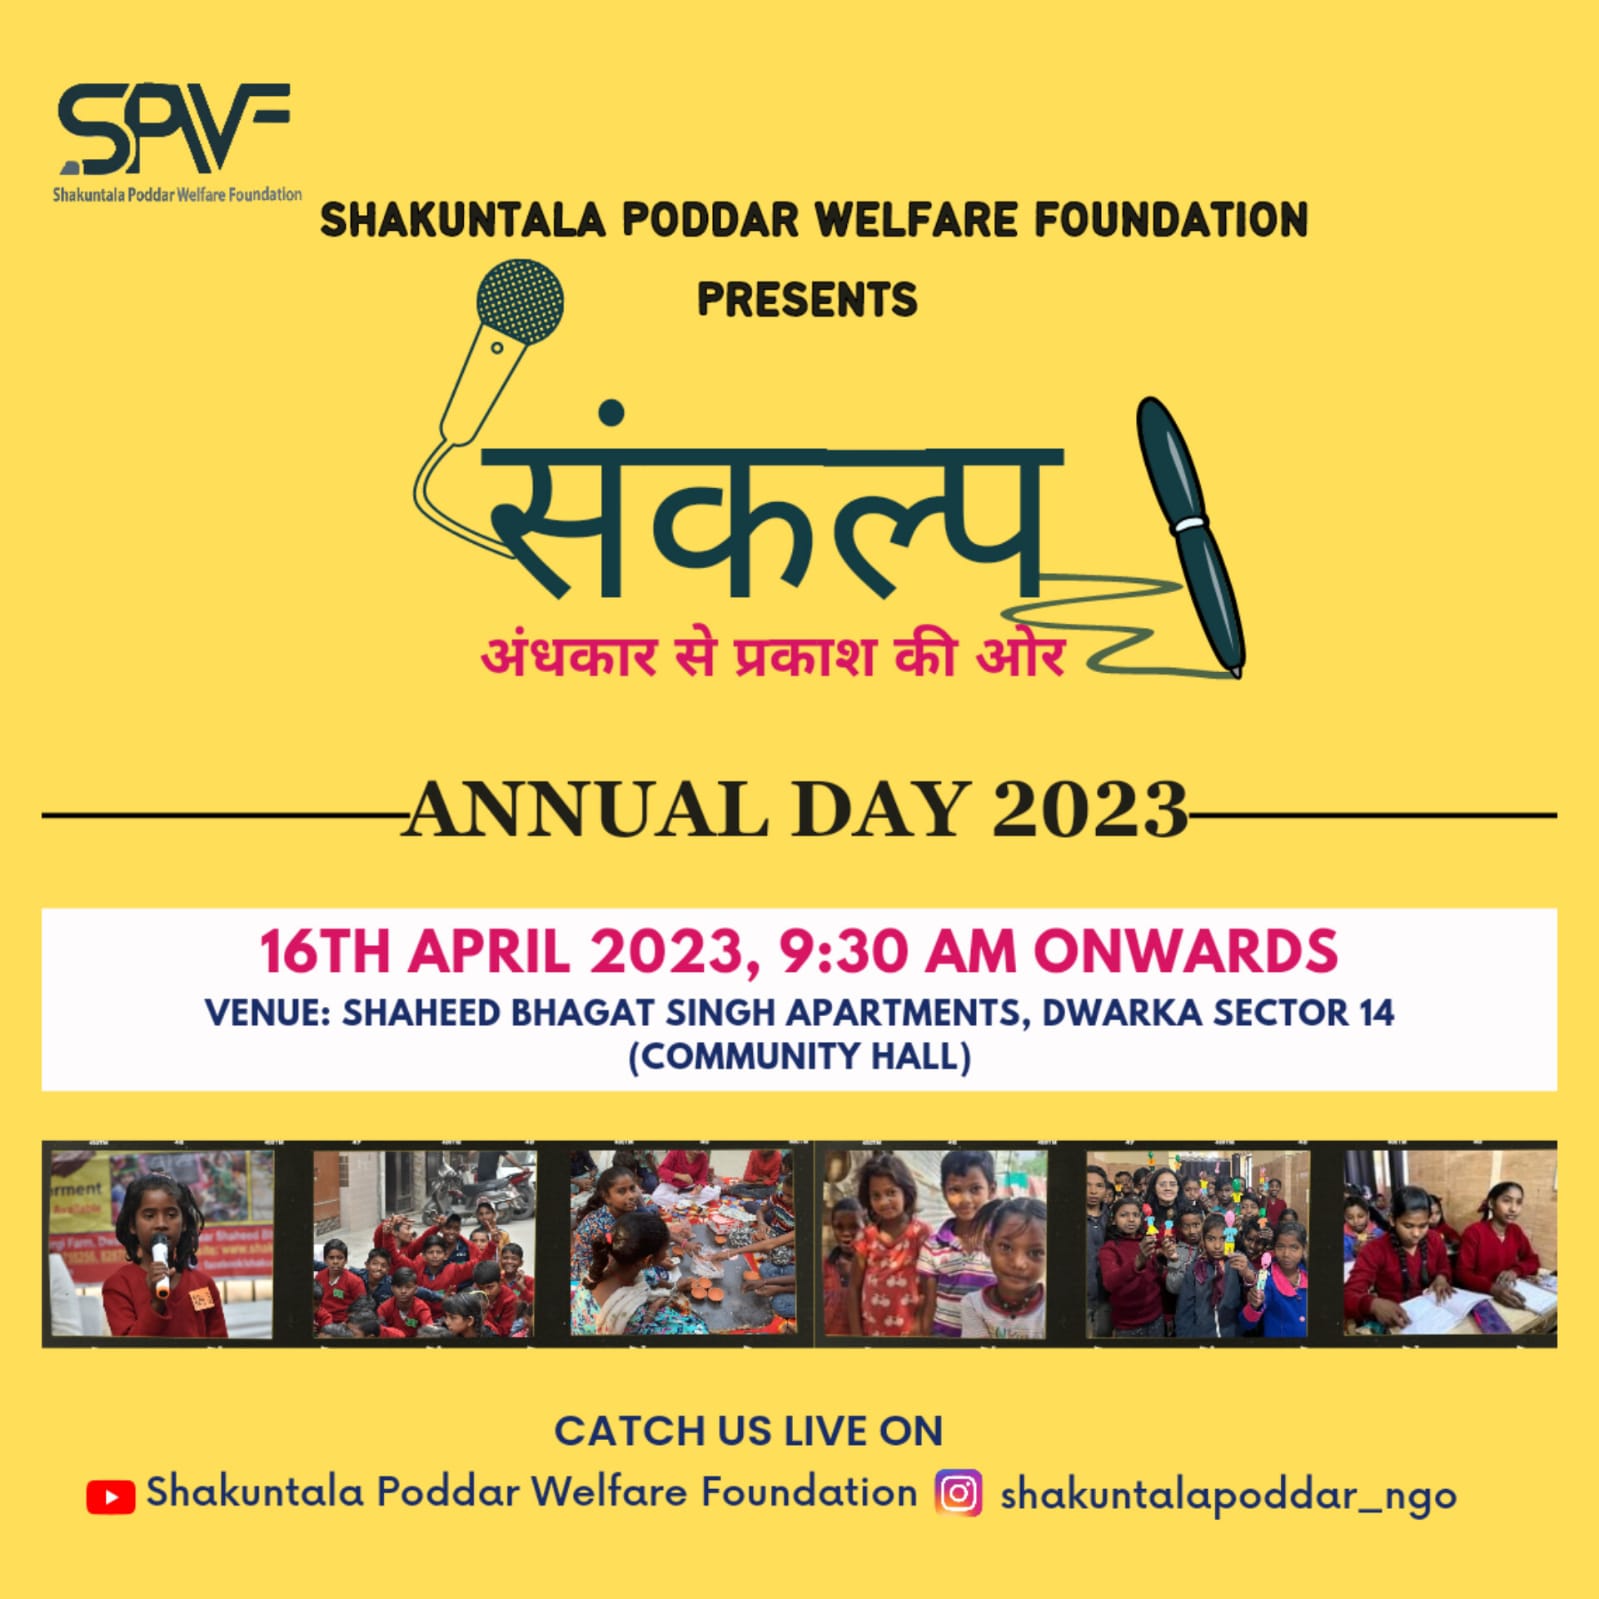 SPWF
Shakuntala Poddar Welfare Foundation
SHAKUNTALA PODDAR WELFARE FOUNDATION
PRESENTS
संकल्प
अंधकार से प्रकाश की ओर
ANNUAL DAY 2023
16TH APRIL 2023, 9:30 AM ONWARDS
VENUE: SHAHEED BHAGAT SINGH APARTMENTS, DWARKA SECTOR 14
(COMMUNITY HALL)
CATCH US LIVE ON
Shakuntala Poddar Welfare Foundation
shakuntalapoddar_ngo